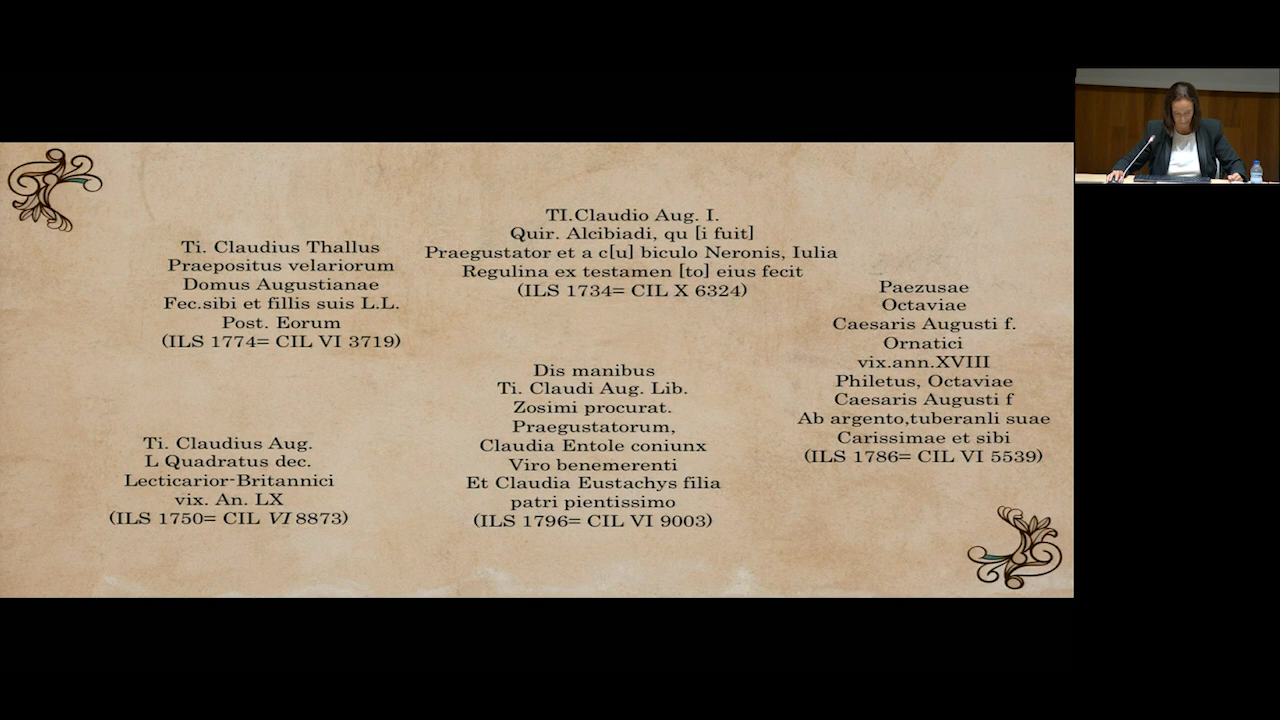 Ti. Claudius Thallus
Praepositus velariorum
Domus Augustianae
Fec.sibi et fillis suis L.L.
Post. Eorum
(ILS 1774= CIL VI 3719)
TI.Claudio Aug. I.
Quir. Alcibiadi, qu [i fuit]
Praegustator et a c[u] biculo Neronis, Iulia
Regulina ex testamen [to] eius fecit
(ILS 1734= CIL X 6324)
Paezusae
Octaviae
Caesaris Augusti f.
Ornatici
vix.ann.XVIII
Philetus, Octaviae
Caesaris Augusti f
Ab argento,tuberanli suae
Carissimae et sibi
(ILS 1786= CIL VI 5539)
Ti. Claudius Aug.
L Quadratus dec.
Lecticarior-Britannici
vix. An. LX
(ILS 1750= CIL VI 8873)
Dis manibus
Ti. Claudi Aug. Lib.
Zosimi procurat.
Praegustatorum,
Claudia Entole coniunx
Viro benemerenti
Et Claudia Eustachys filia
patri pientissimo
(ILS 1796= CIL VI 9003)